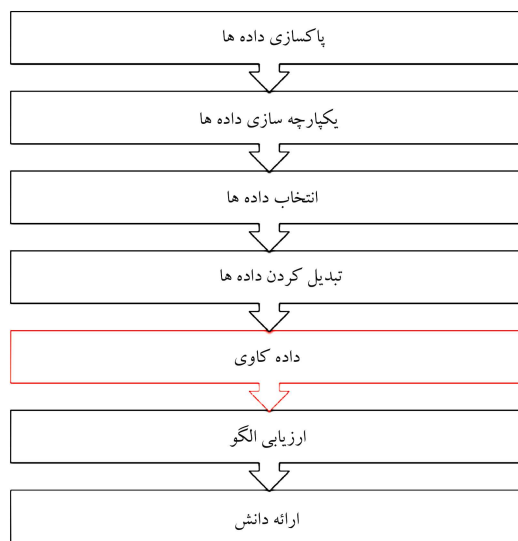 پاکسازی داده ها
یکپارچه سازی داده ها
انتخاب داده ها
تبدیل کردن داده ها
داده کاوی
ارزیابی الگو
ارائه دانش